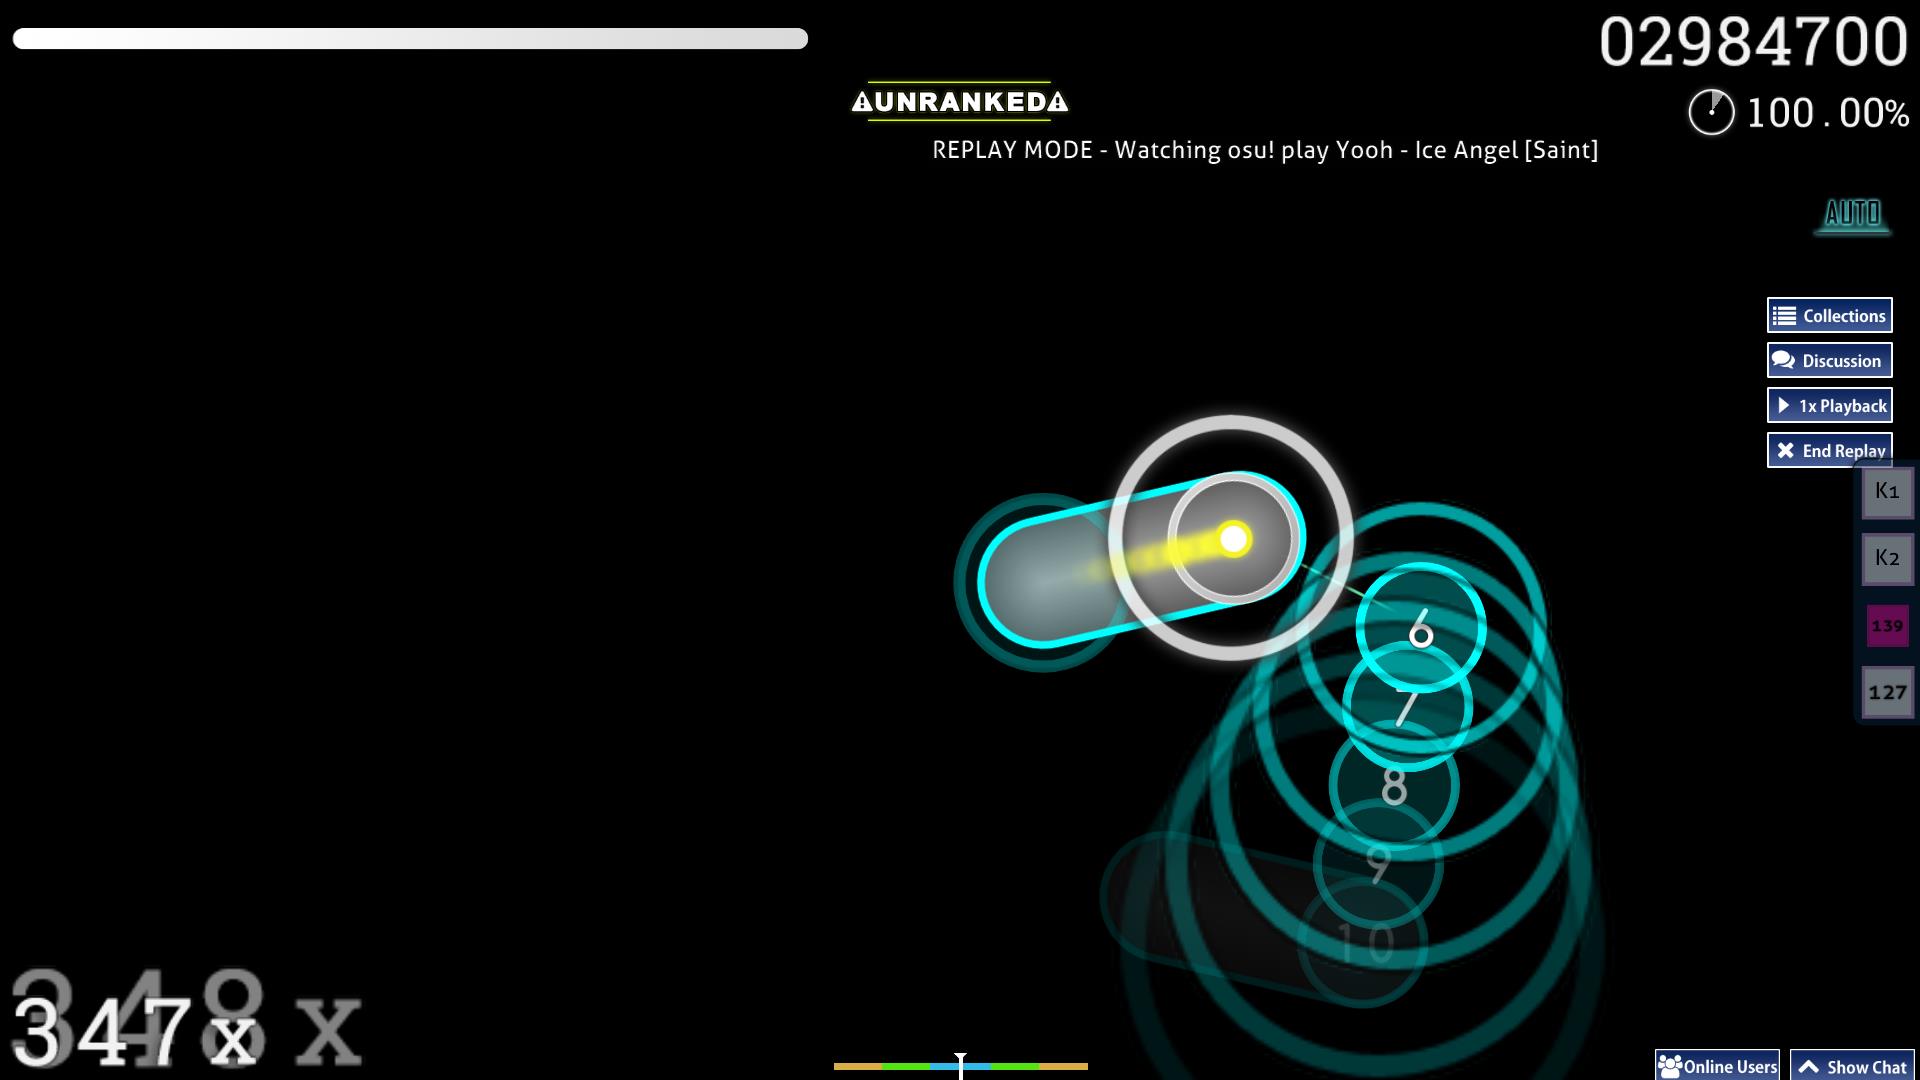 02984700
⚠UNRANKED⚠
100.00%
REPLAY MODE - Watching osu! play Yooh - Ice Angel [Saint]
AUTO
Collections
Discussion
1x Playback
End Replay
K1
K2
139
127
6
7
8
9
10
348x
347x
Online Users
Show Chat